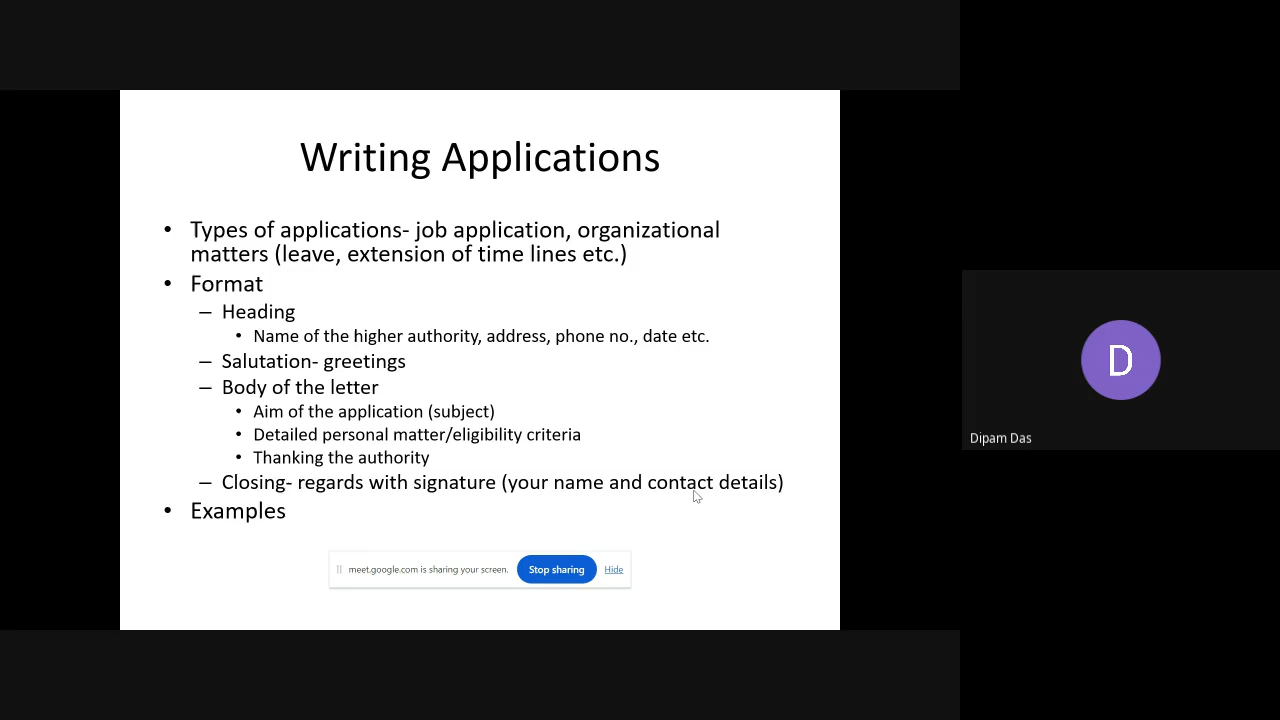 Writing Applications
• Types of applications- job application, organizational
matters (leave, extension of time lines etc.)
• Format
– Heading
• Name of the higher authority, address, phone no., date etc.
– Salutation- greetings
– Body of the letter
• Aim of the application (subject)
• Detailed personal matter/eligibility criteria
• Thanking the authority
– Closing- regards with signature (your name and contact details)
• Examples
meet.google.com is sharing your screen. Stop sharing Hide
D
Dipam Das